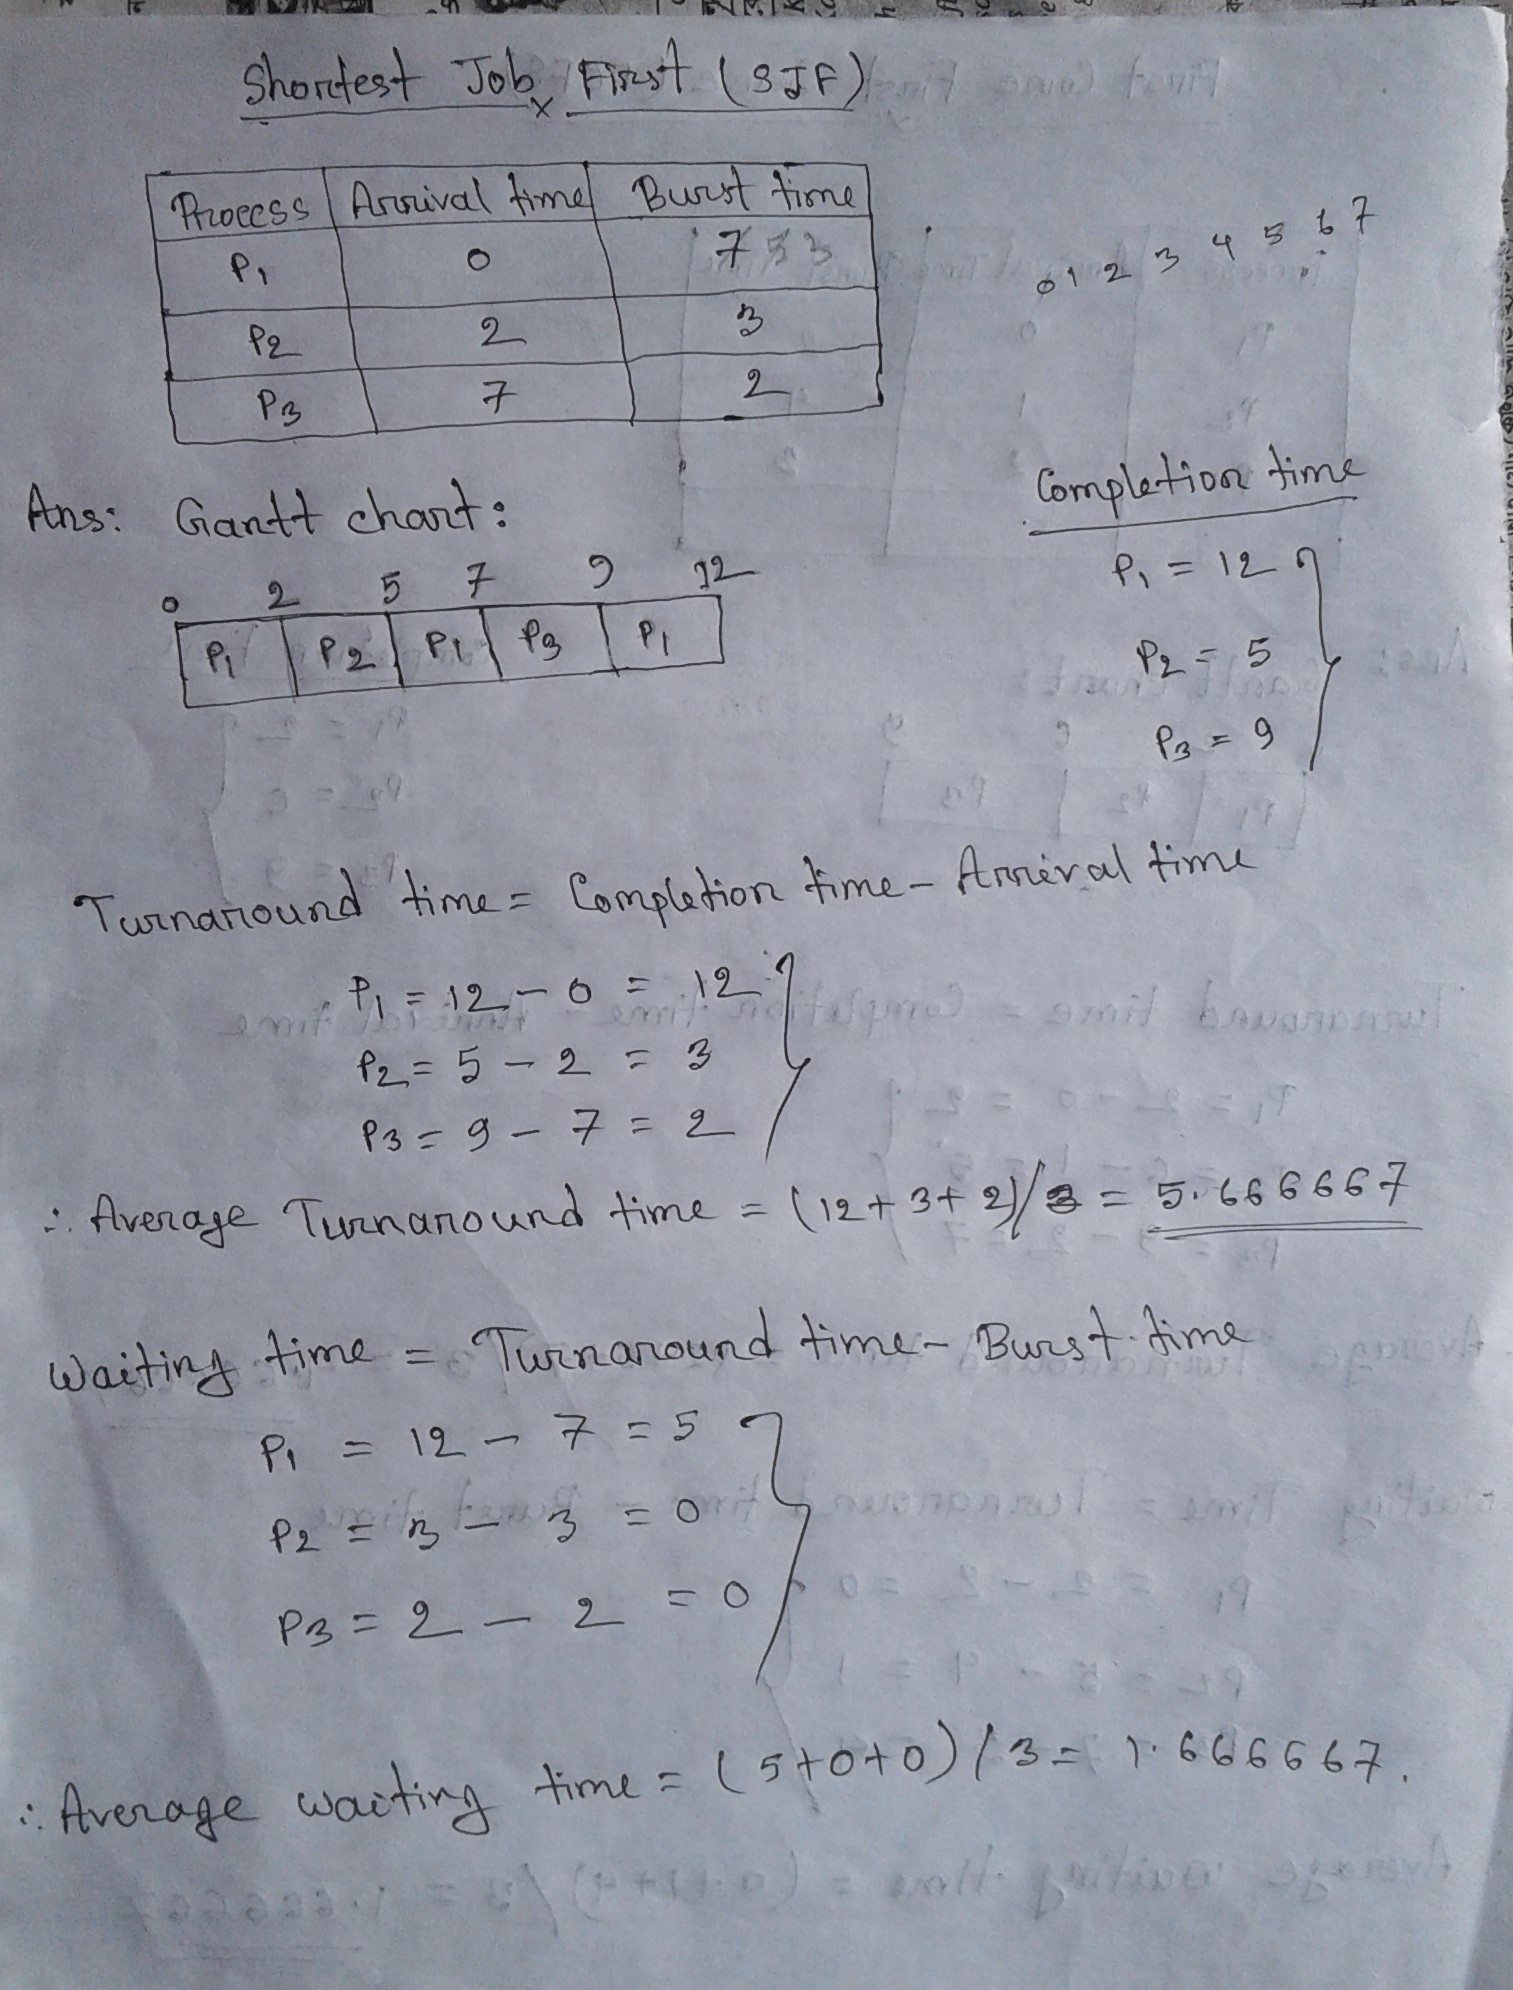 Shortest Job First (SJF)
Process Arrival time Burst time
P1 0 7 5 3
P2 2 3
P3 7 2
0 1 2 3 4 5 6 7
Ans: Gantt chart:
0 2 5 7 9 12
P1 P2 P1 P3 P1
Completion time
P1 = 12
P2 = 5
P3 = 9
Turnaround time = Completion time - Arrival time
P1 = 12 - 0 = 12
P2 = 5 - 2 = 3
P3 = 9 - 7 = 2
∴ Average Turnaround time = (12+3+2)/3 = 5.666667
Waiting time = Turnaround time - Burst time
P1 = 12 - 7 = 5
P2 = 3 - 3 = 0
P3 = 2 - 2 = 0
∴ Average waiting time = (5+0+0)/3 = 1.666667.